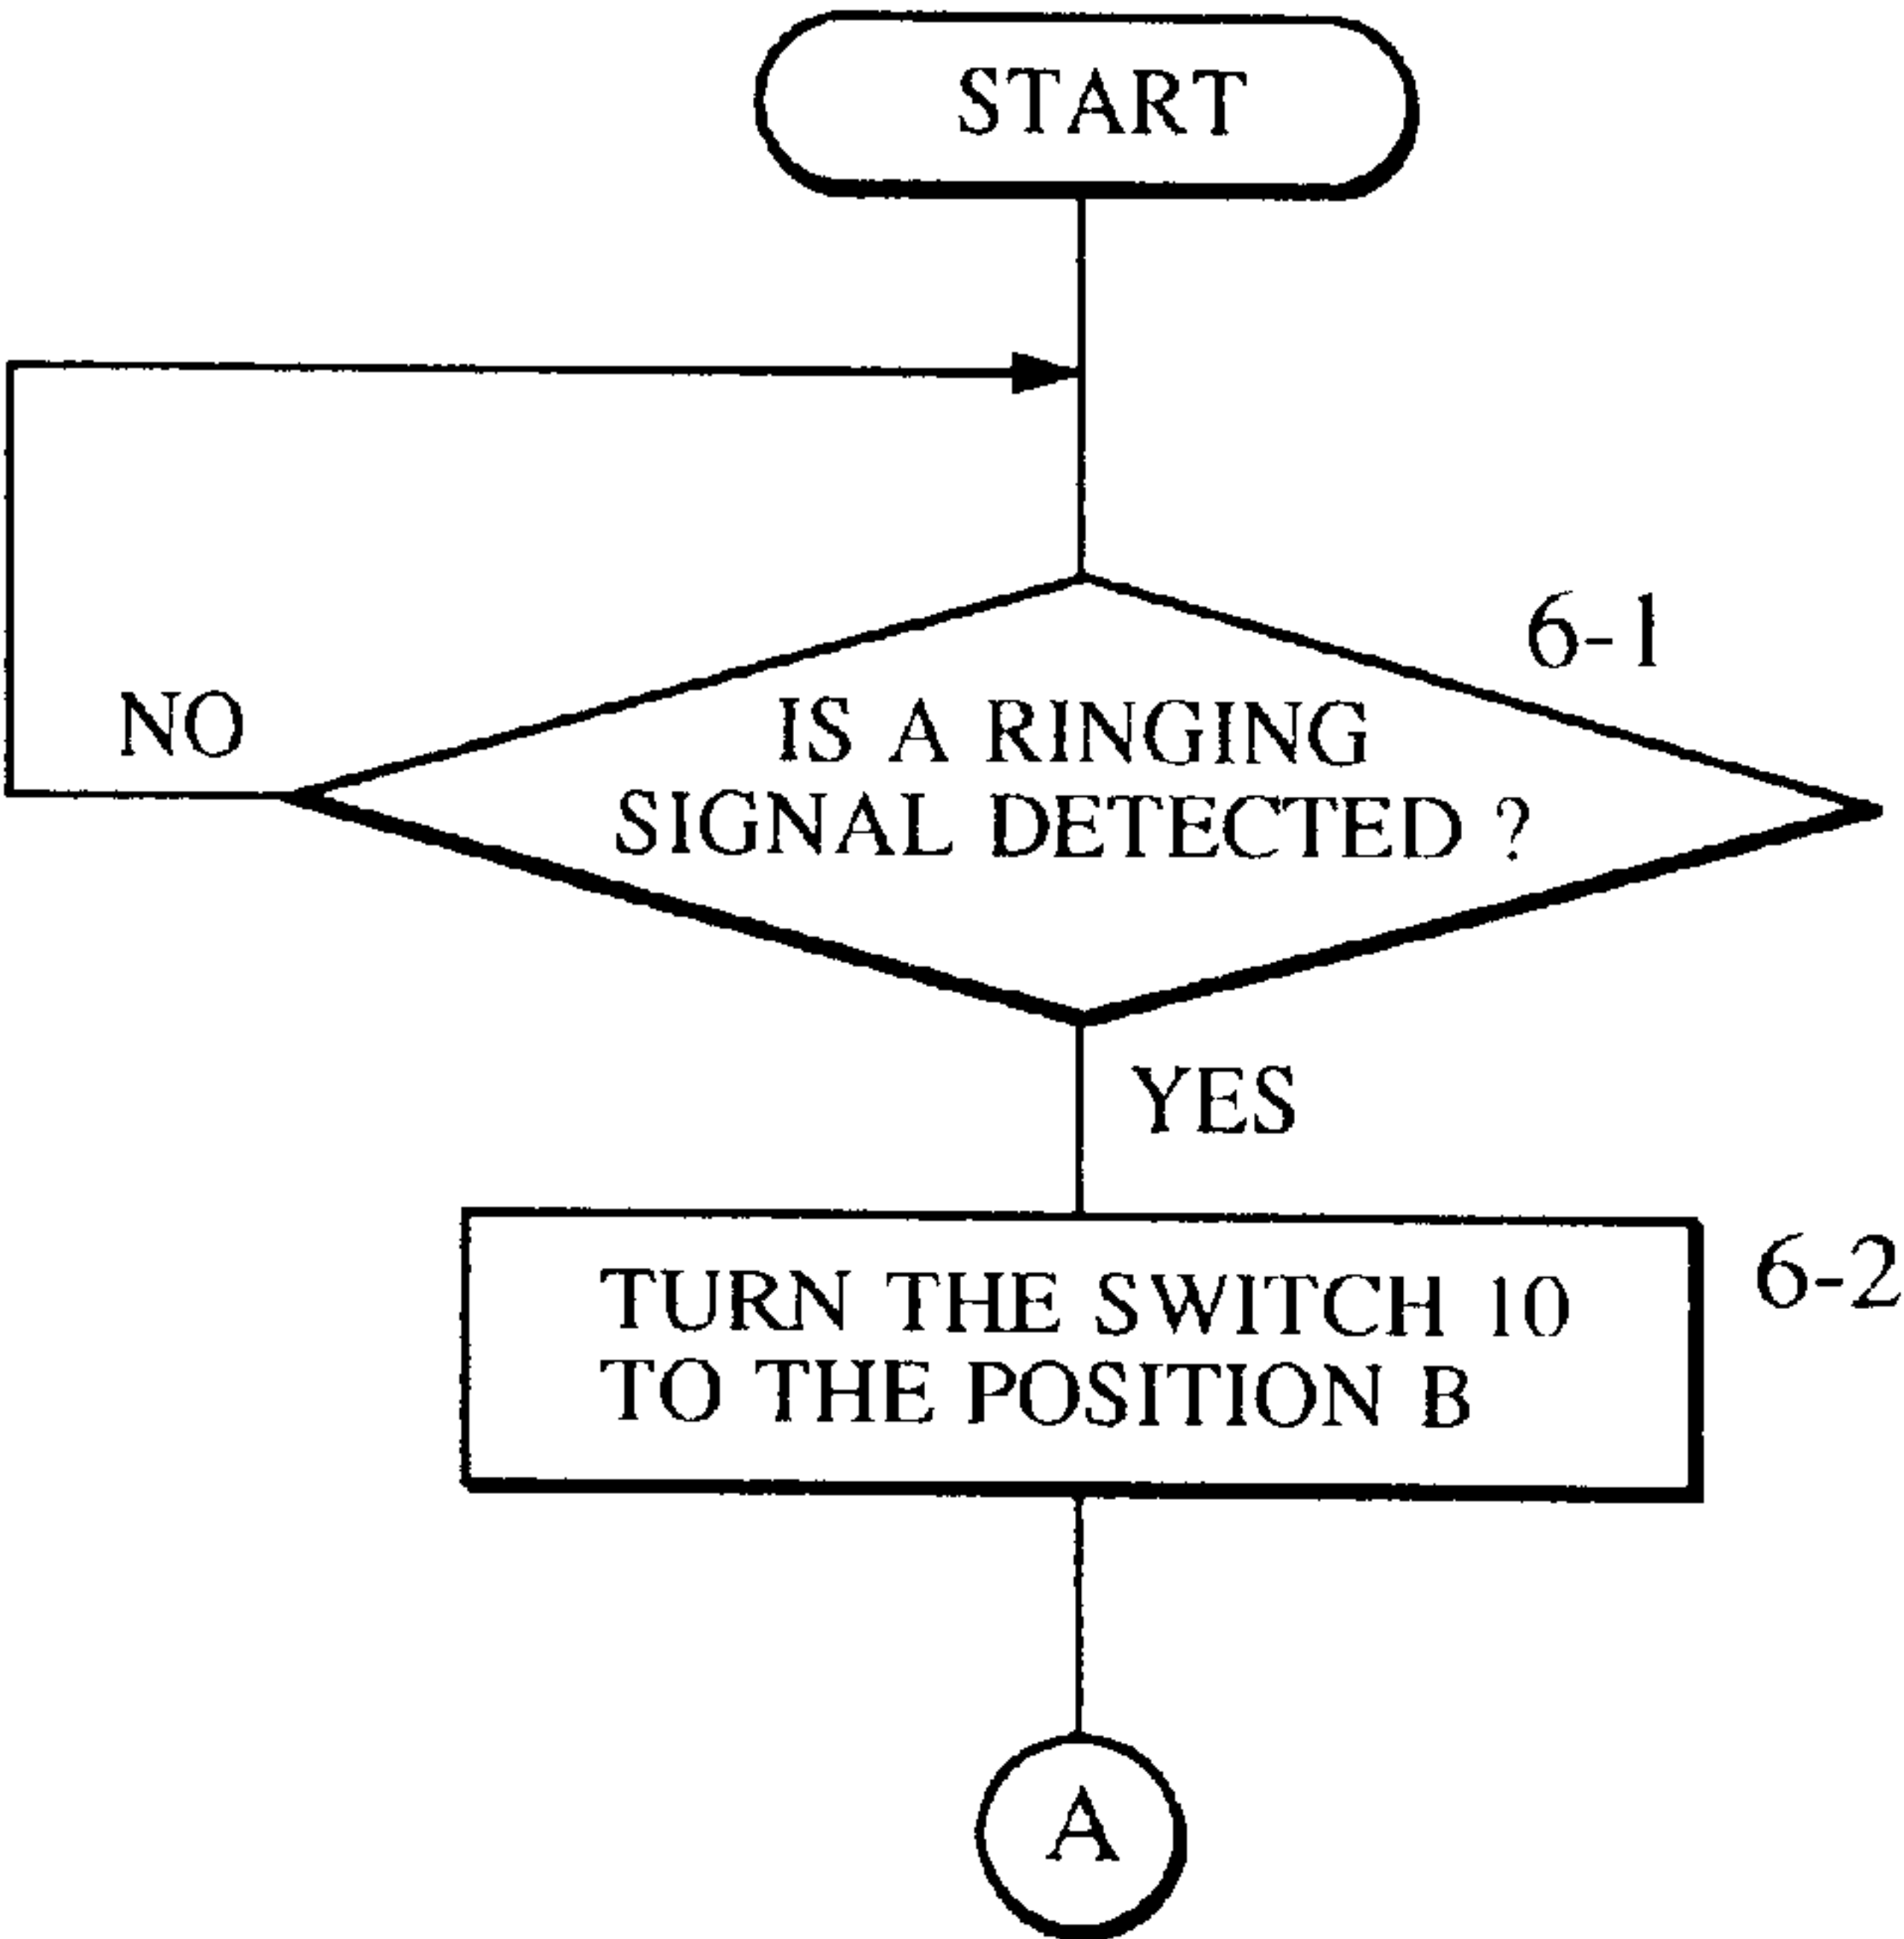 START
6-1
NO
IS A RINGING
SIGNAL DETECTED ?
YES
6-2
TURN THE SWITCH 10
TO THE POSITION B
A